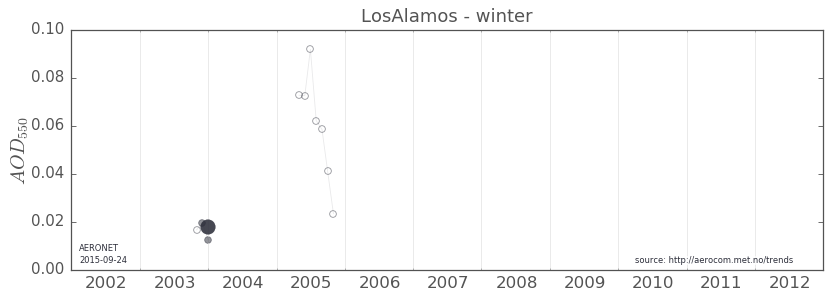 LosAlamos - winter
0.10
0.08
0.06
0.04
0.02
0.00
AOD550
AERONET
2015-09-24
source: http://aerocom.met.no/trends
2002 2003 2004 2005 2006 2007 2008 2009 2010 2011 2012